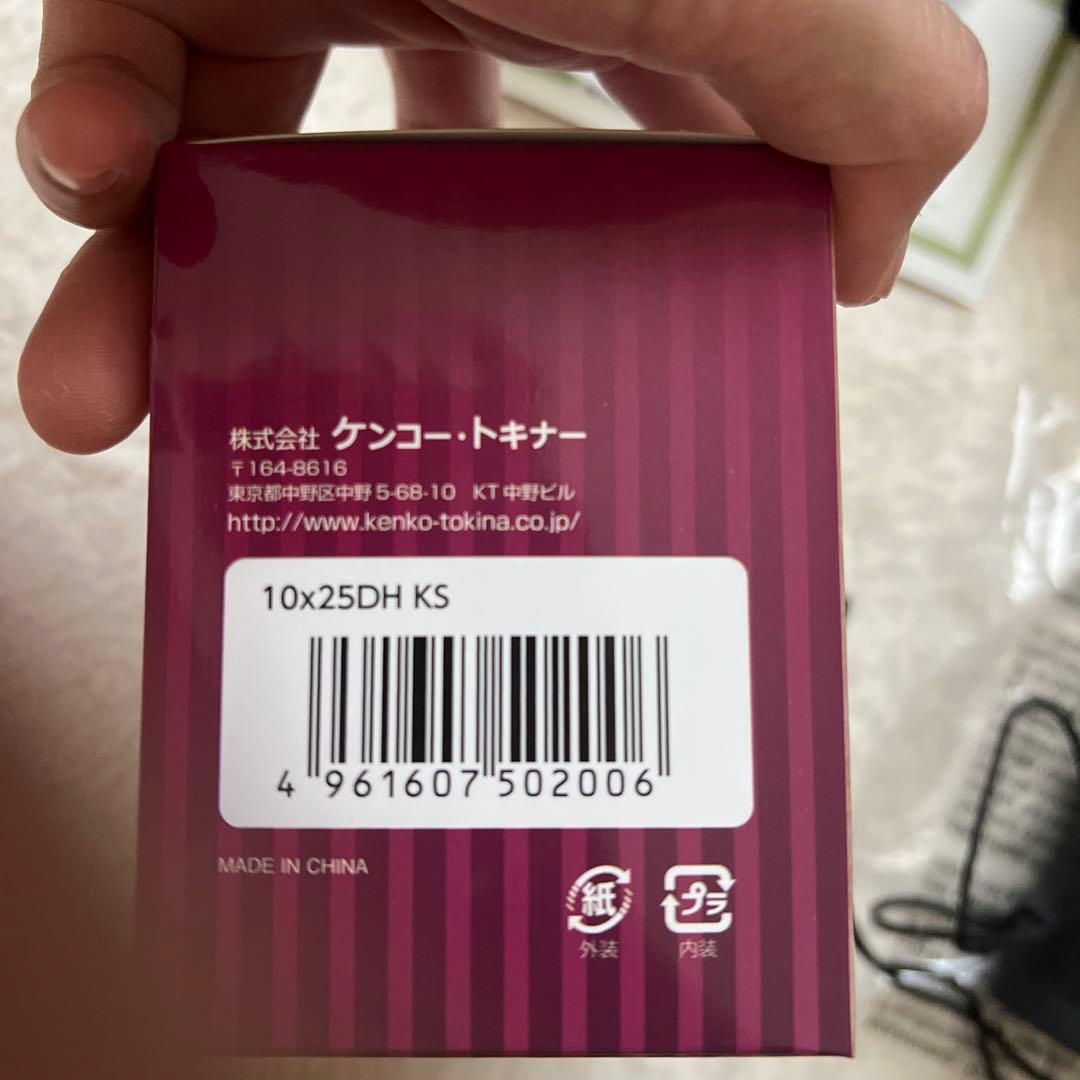 株式会社 ケンコー・トキナー
〒164-8616
東京都中野区中野5-68-10 KT中野ビル
http://www.kenko-tokina.co.jp/
10x25DH KS
4 961607 502006
MADE IN CHINA
紙 プラ
外装 内装